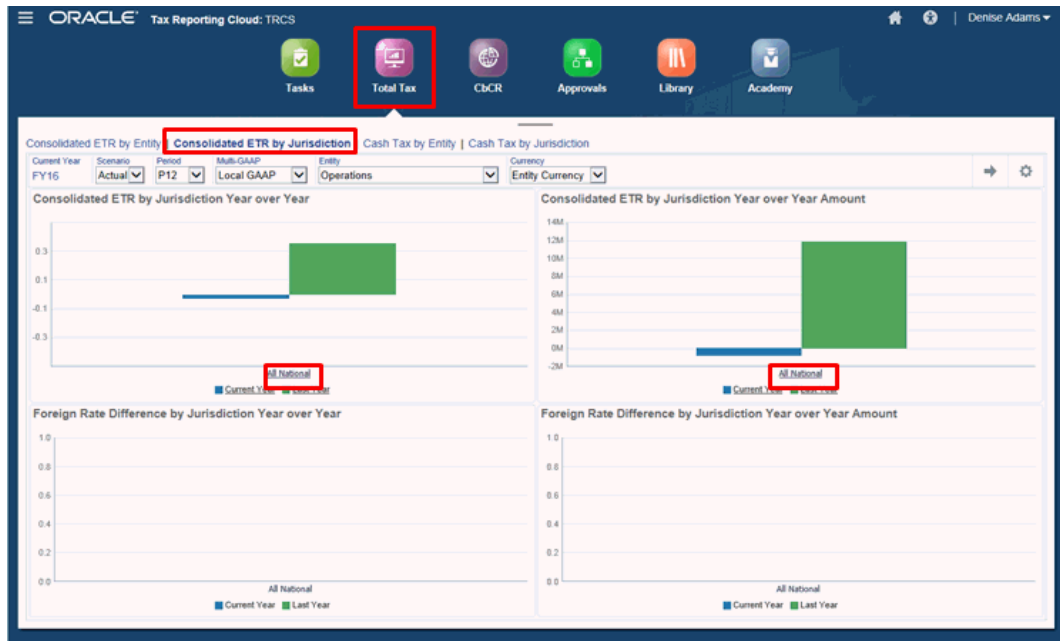 ORACLE® Tax Reporting Cloud: TRCS
Denise Adams
Tasks
Total Tax
CbCR
Approvals
Library
Academy
Consolidated ETR by Entity | Consolidated ETR by Jurisdiction | Cash Tax by Entity | Cash Tax by Jurisdiction
Current Year Scenario Period Multi-GAAP Entity Currency
FY16 Actual P12 Local GAAP Operations Entity Currency
Consolidated ETR by Jurisdiction Year over Year
0.3
0.1
-0.1
-0.3
All National
Current Year Last Year
Consolidated ETR by Jurisdiction Year over Year Amount
14M
12M
10M
8M
6M
4M
2M
0M
-2M
All National
Current Year Last Year
Foreign Rate Difference by Jurisdiction Year over Year
1.0
0.8
0.6
0.4
0.2
0.0
All National
Current Year Last Year
Foreign Rate Difference by Jurisdiction Year over Year Amount
1.0
0.8
0.6
0.4
0.2
0.0
All National
Current Year Last Year